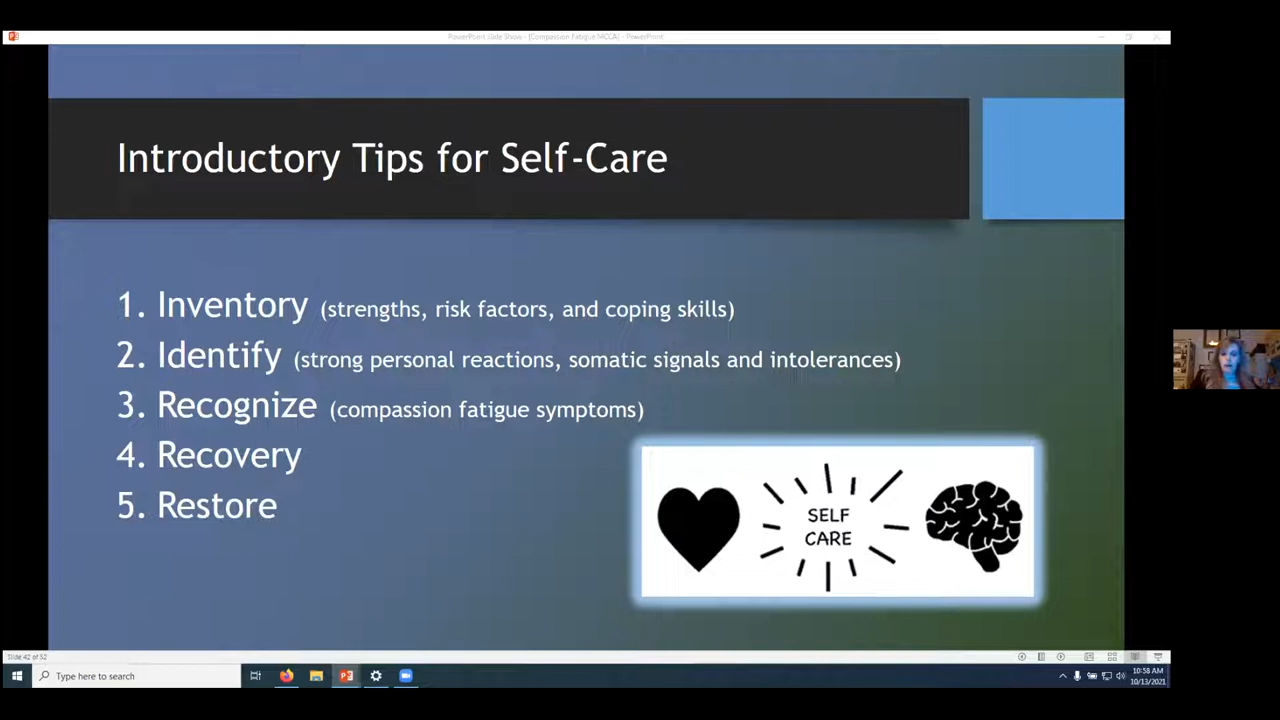 PowerPoint Slide Show - [Compassion Fatigue MCCA] - PowerPoint
Introductory Tips for Self-Care
1. Inventory (strengths, risk factors, and coping skills)
2. Identify (strong personal reactions, somatic signals and intolerances)
3. Recognize (compassion fatigue symptoms)
4. Recovery
5. Restore
SELF
CARE
Slide 42 of 52
Type here to search
10:58 AM
10/13/2021